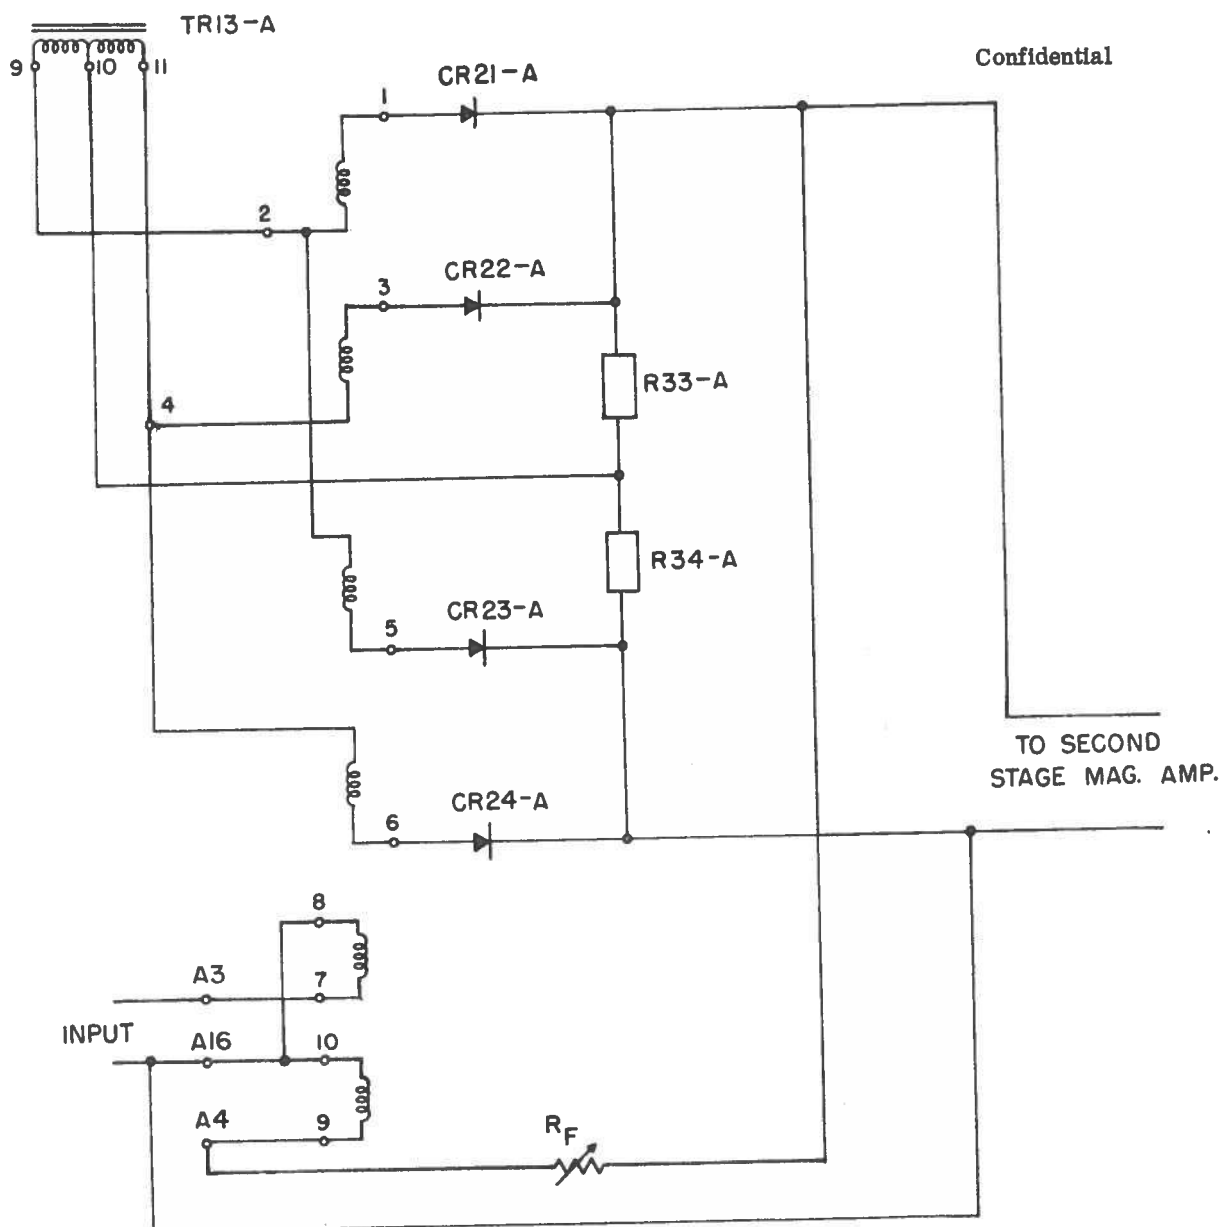 TR13-A
Confidential
9
10
11
CR21-A
1
2
CR22-A
3
R33-A
4
R34-A
CR23-A
5
TO SECOND
STAGE MAG. AMP.
CR24-A
6
8
A3
7
INPUT
A16
10
A4
9
RF